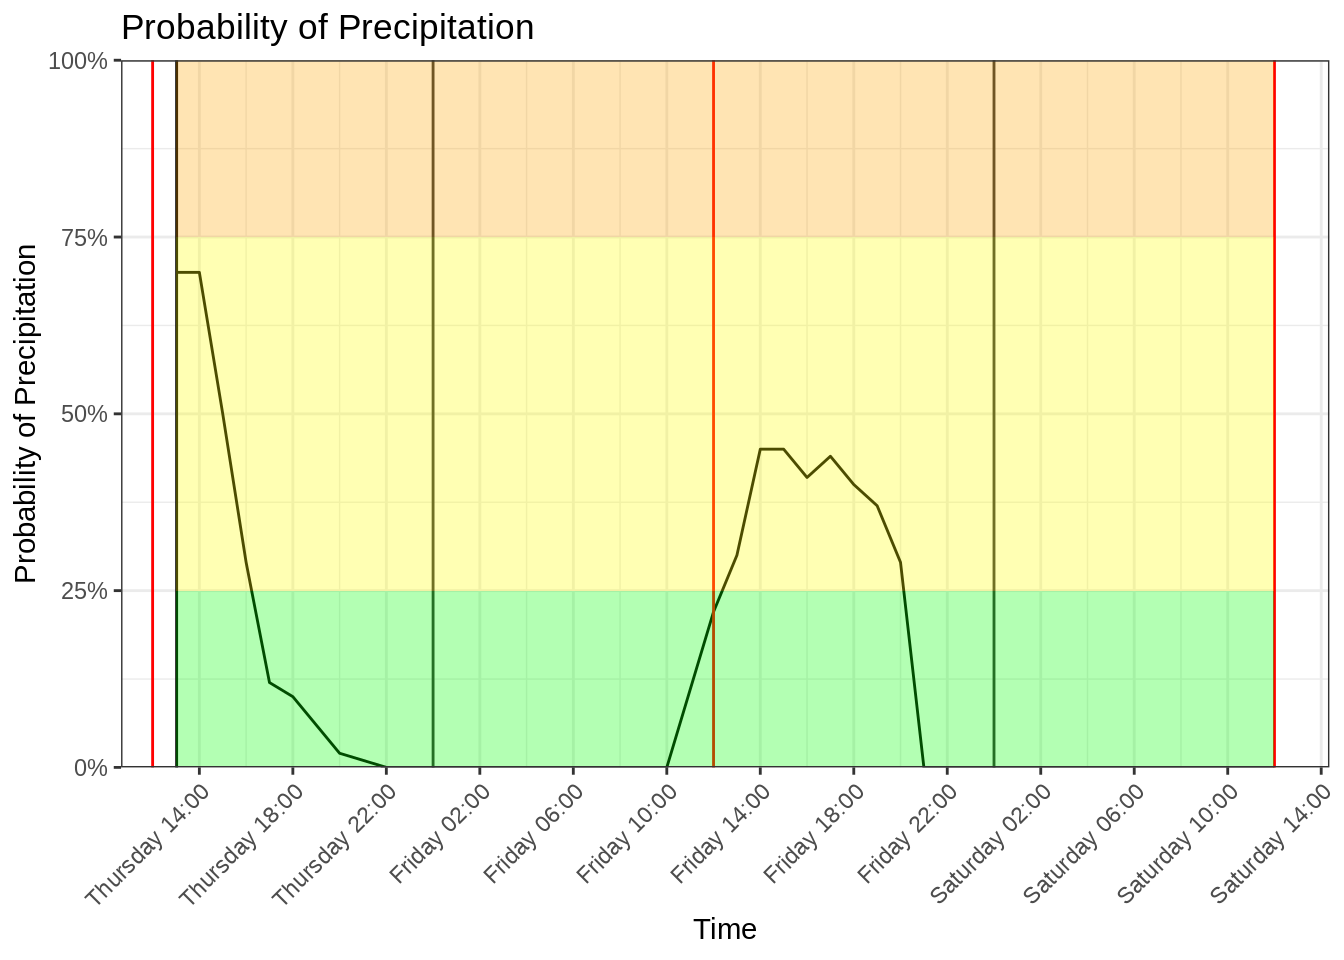 Probability of Precipitation
Probability of Precipitation
100%
75%
50%
25%
0%
Thursday 14:00
Thursday 18:00
Thursday 22:00
Friday 02:00
Friday 06:00
Friday 10:00
Friday 14:00
Friday 18:00
Friday 22:00
Saturday 02:00
Saturday 06:00
Saturday 10:00
Saturday 14:00
Time